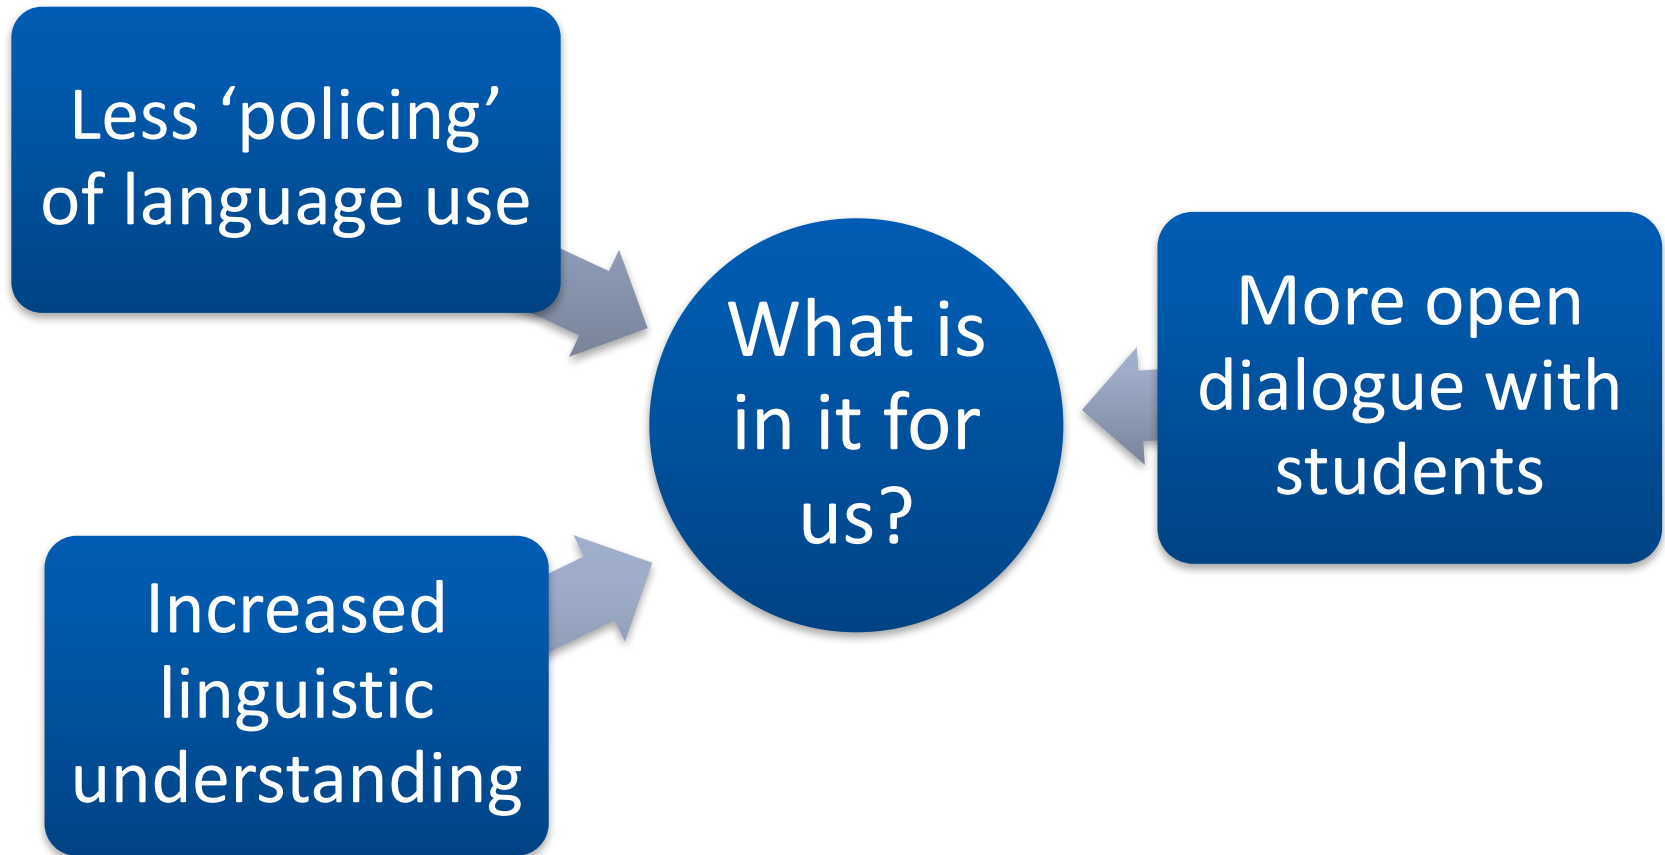 Less ‘policing’
of language use
What is
in it for
us?
More open
dialogue with
students
Increased
linguistic
understanding